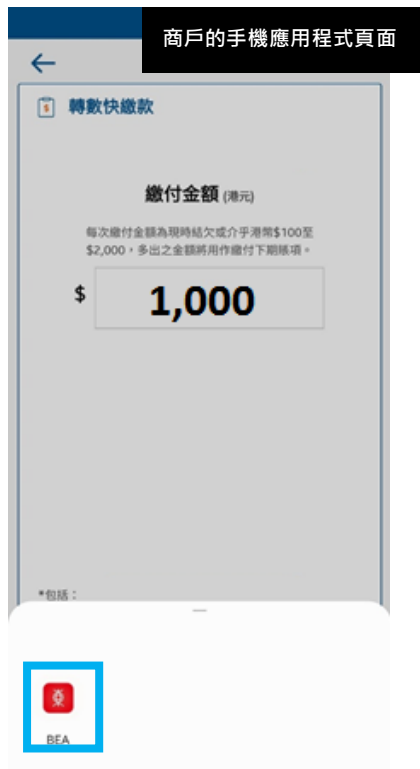 商戶的手機應用程式頁面
轉數快繳款
繳付金額 (港元)
每次繳付金額為現時結欠或介乎港幣$100至
$2,000，多出之金額將用作繳付下期賬項。
$ 1,000
*包括：
BEA